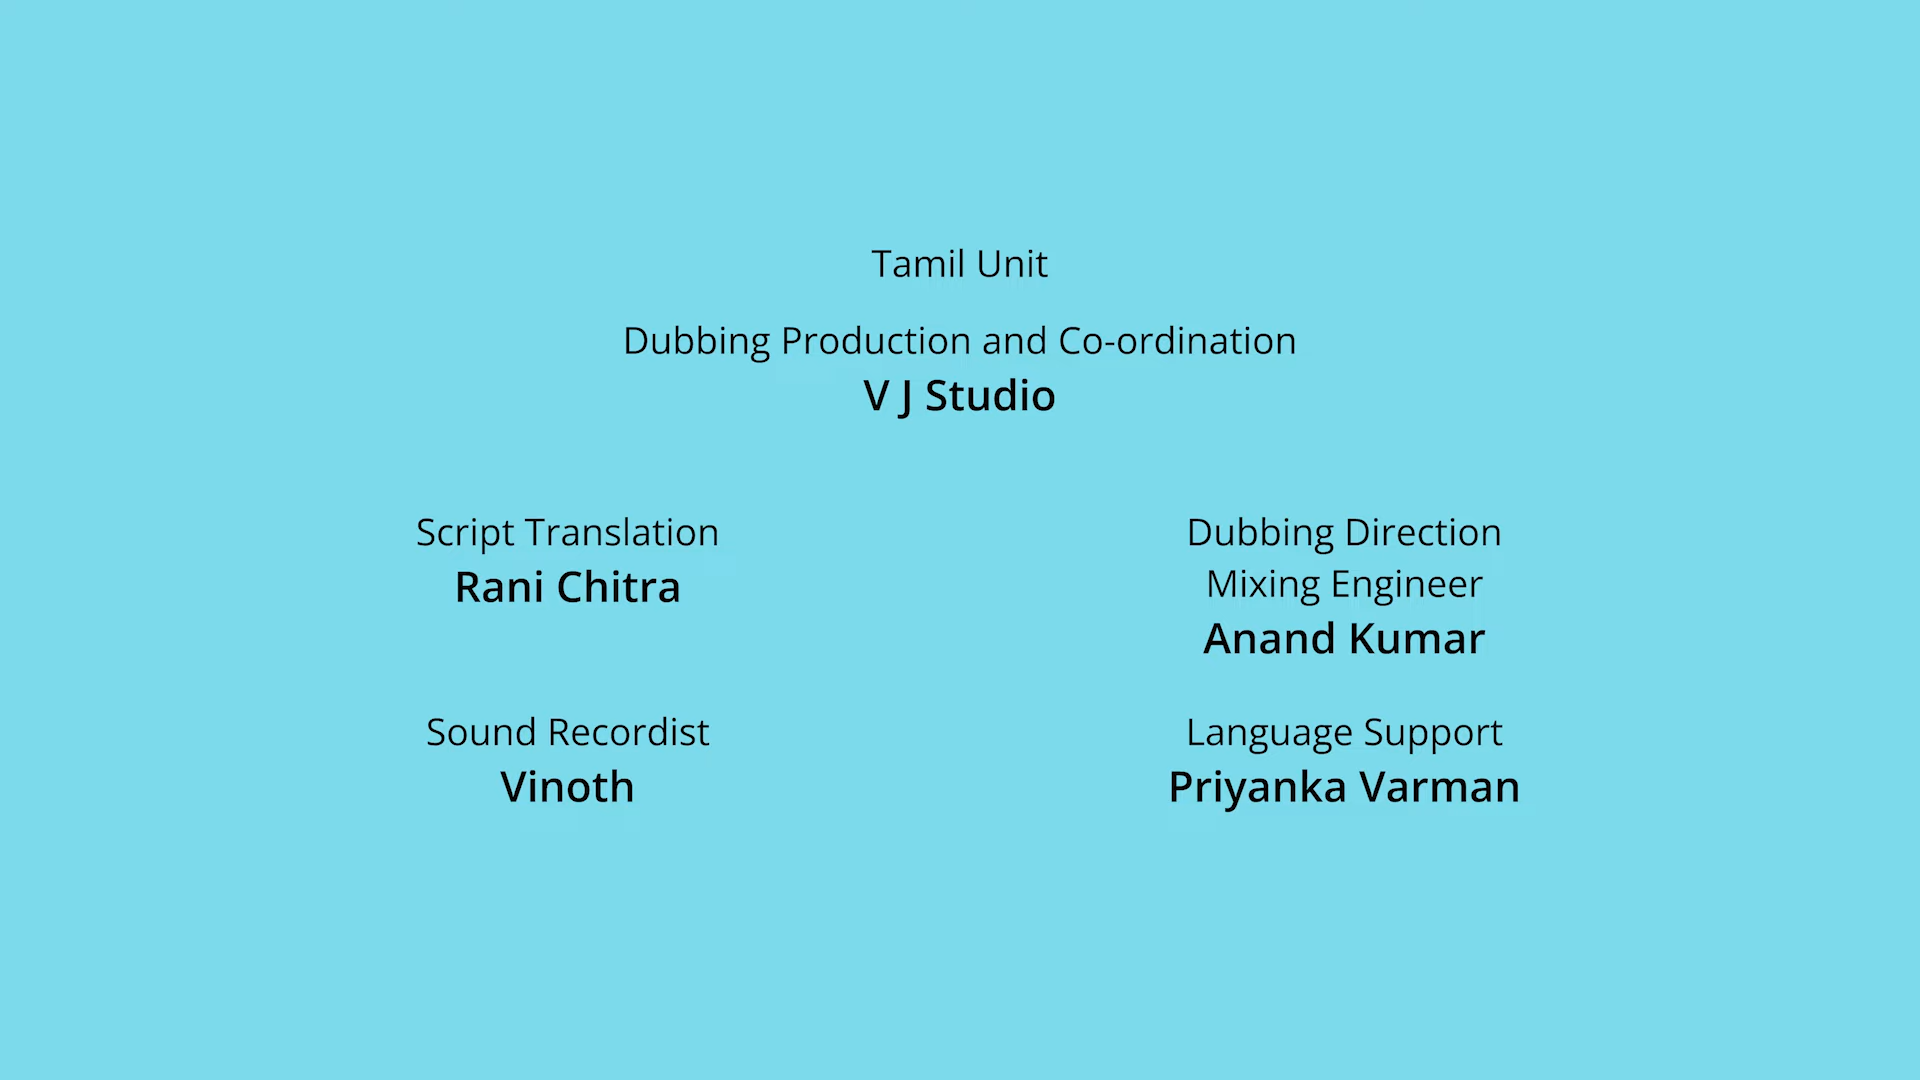 Tamil Unit
Dubbing Production and Co-ordination
V J Studio
Script Translation
Rani Chitra
Dubbing Direction
Mixing Engineer
Anand Kumar
Sound Recordist
Vinoth
Language Support
Priyanka Varman